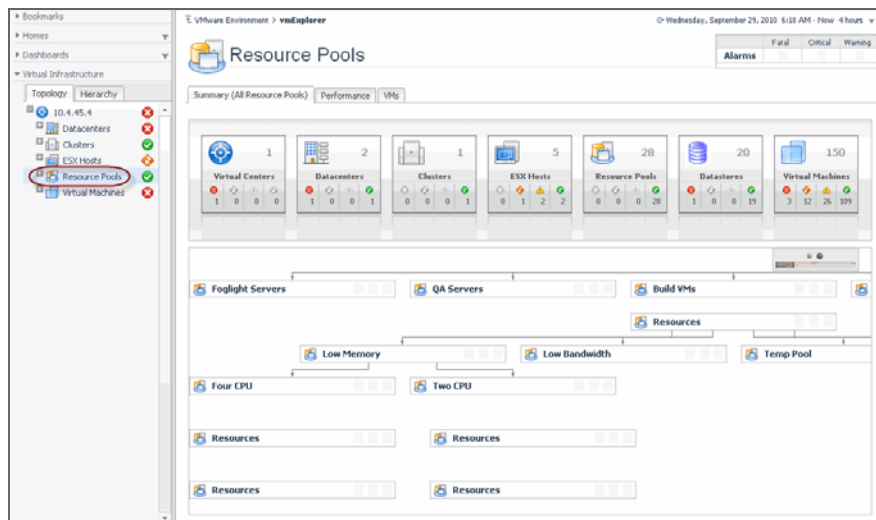 Bookmarks
Homes
Dashboards
Virtual Infrastructure
Topology Hierarchy
10.4.45.4
Datacenters
Clusters
ESX Hosts
Resource Pools
Virtual Machines
VMware Environment > vmExplorer
Wednesday, September 29, 2010 6:18 AM - Now 4 hours
Resource Pools
Fatal Critical Warning
Alarms
Summary (All Resource Pools) Performance VMs
1 2 1 5 28 20 150
Virtual Centers Datacenters Clusters ESX Hosts Resource Pools Datastores Virtual Machines
1 0 0 0 1 0 0 1 0 0 0 1 0 1 2 2 0 0 0 28 1 0 0 19 3 12 26 109
Foglight Servers QA Servers Build VMs
Resources
Low Memory Low Bandwidth Temp Pool
Four CPU Two CPU
Resources Resources
Resources Resources